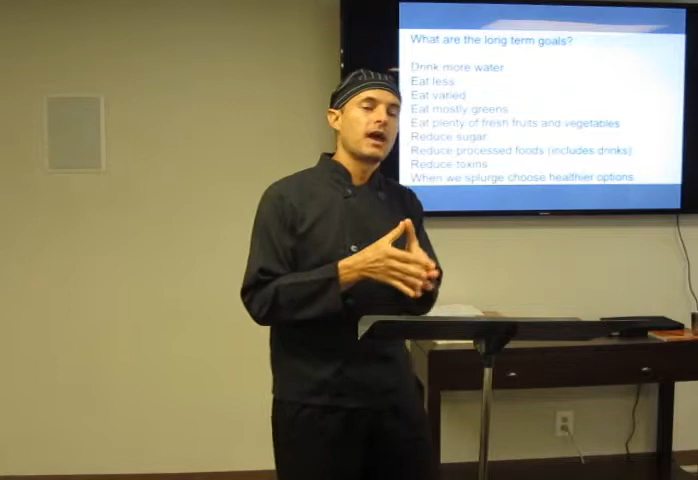 What are the long term goals?
Drink more water
Eat less
Eat varied
Eat mostly greens
Eat plenty of fresh fruits and vegetables
Reduce sugar
Reduce processed foods (includes drinks)
Reduce toxins
When we splurge choose healthier options